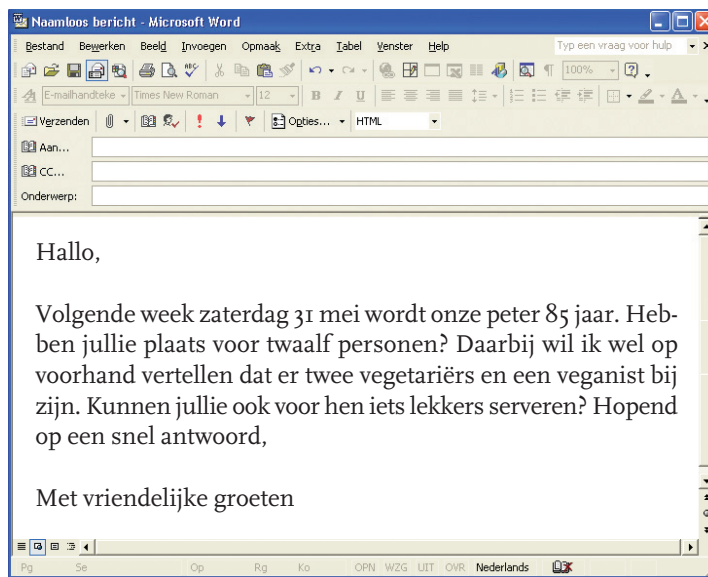 Naamloos bericht - Microsoft Word
Bestand Bewerken Beeld Invoegen Opmaak Extra Tabel Venster Help Typ een vraag voor hulp
100%
E-mailhandteke Times New Roman 12 B I U
Verzenden Opties... HTML
Aan...
CC...
Onderwerp:
Hallo,
Volgende week zaterdag 31 mei wordt onze peter 85 jaar. Heb-
ben jullie plaats voor twaalf personen? Daarbij wil ik wel op
voorhand vertellen dat er twee vegetariërs en een veganist bij
zijn. Kunnen jullie ook voor hen iets lekkers serveren? Hopend
op een snel antwoord,
Met vriendelijke groeten
Pg Se Op Rg Ko OPN WZG UIT OVR Nederlands